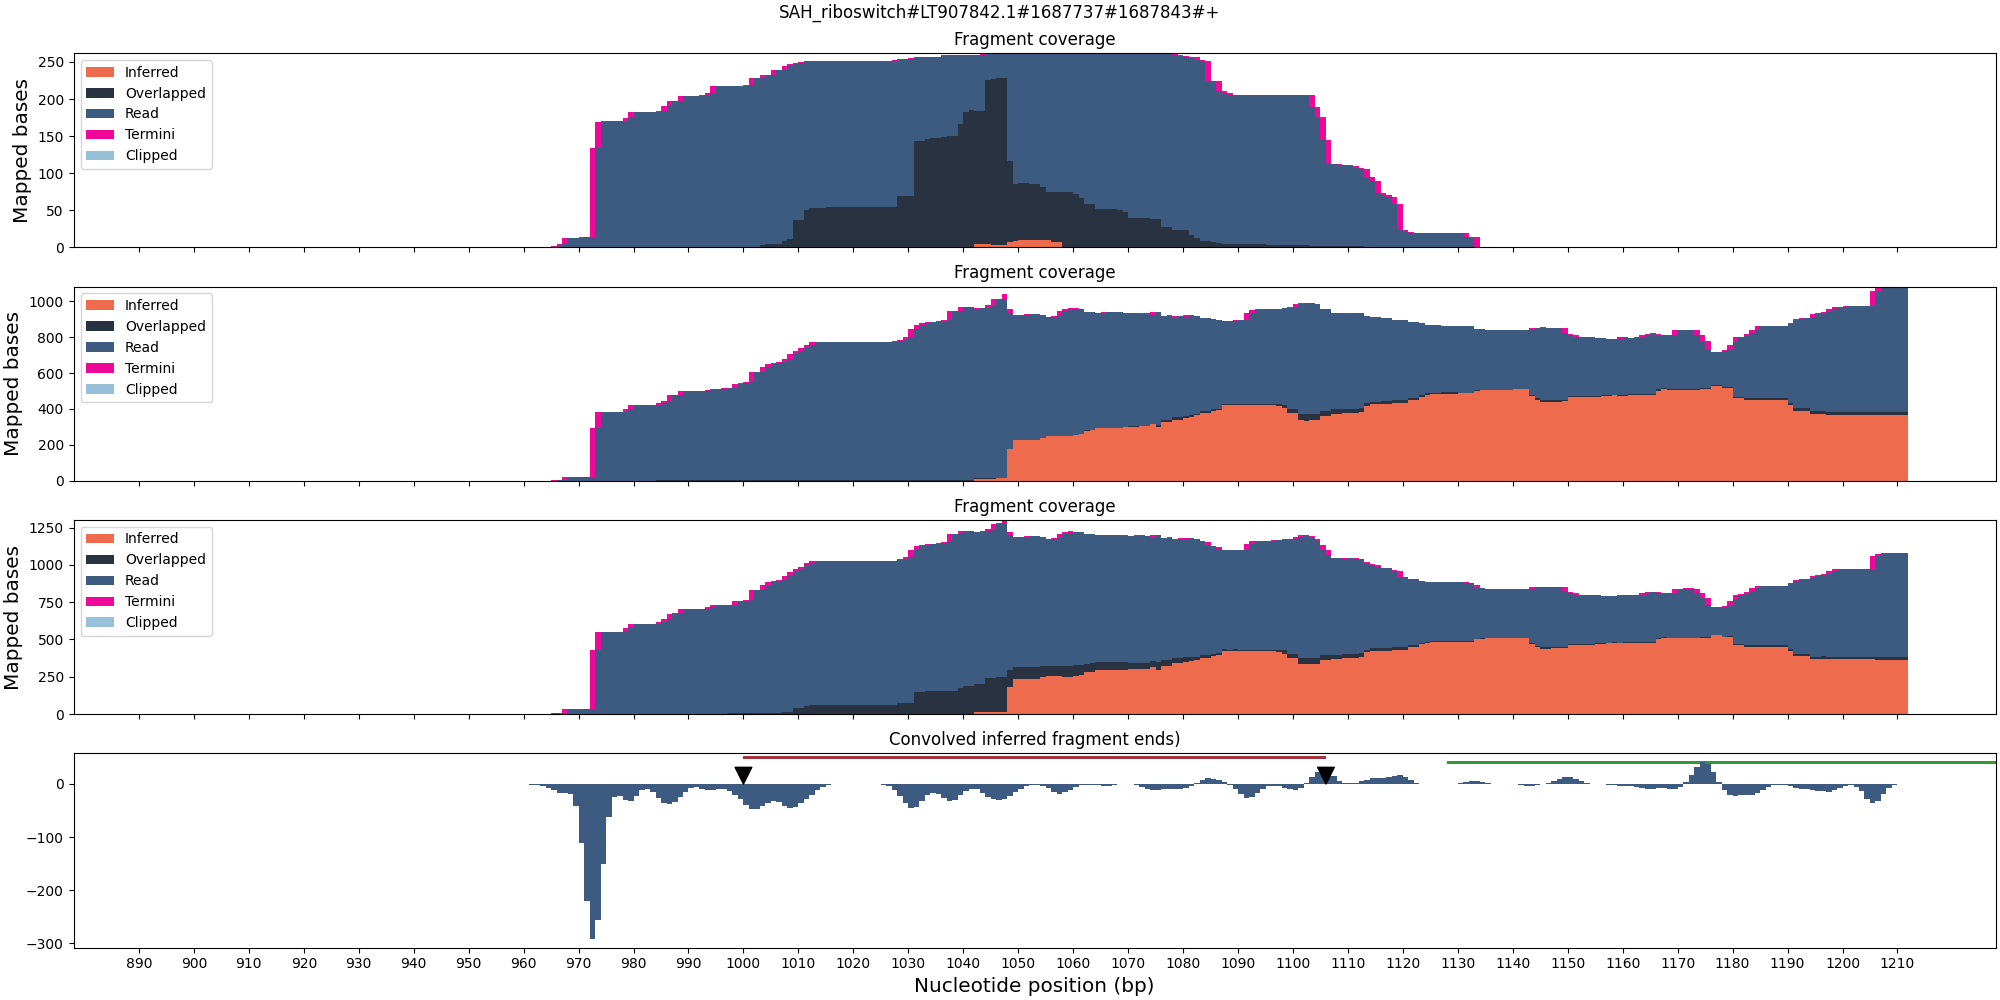 SAH_riboswitch#LT907842.1#1687737#1687843#+
Fragment coverage
Mapped bases
250
200
150
100
50
0
Inferred
Overlapped
Read
Termini
Clipped
Fragment coverage
Mapped bases
1000
800
600
400
200
0
Inferred
Overlapped
Read
Termini
Clipped
Fragment coverage
Mapped bases
1250
1000
750
500
250
0
Inferred
Overlapped
Read
Termini
Clipped
Convolved inferred fragment ends)
0
−100
−200
−300
890 900 910 920 930 940 950 960 970 980 990 1000 1010 1020 1030 1040 1050 1060 1070 1080 1090 1100 1110 1120 1130 1140 1150 1160 1170 1180 1190 1200 1210
Nucleotide position (bp)